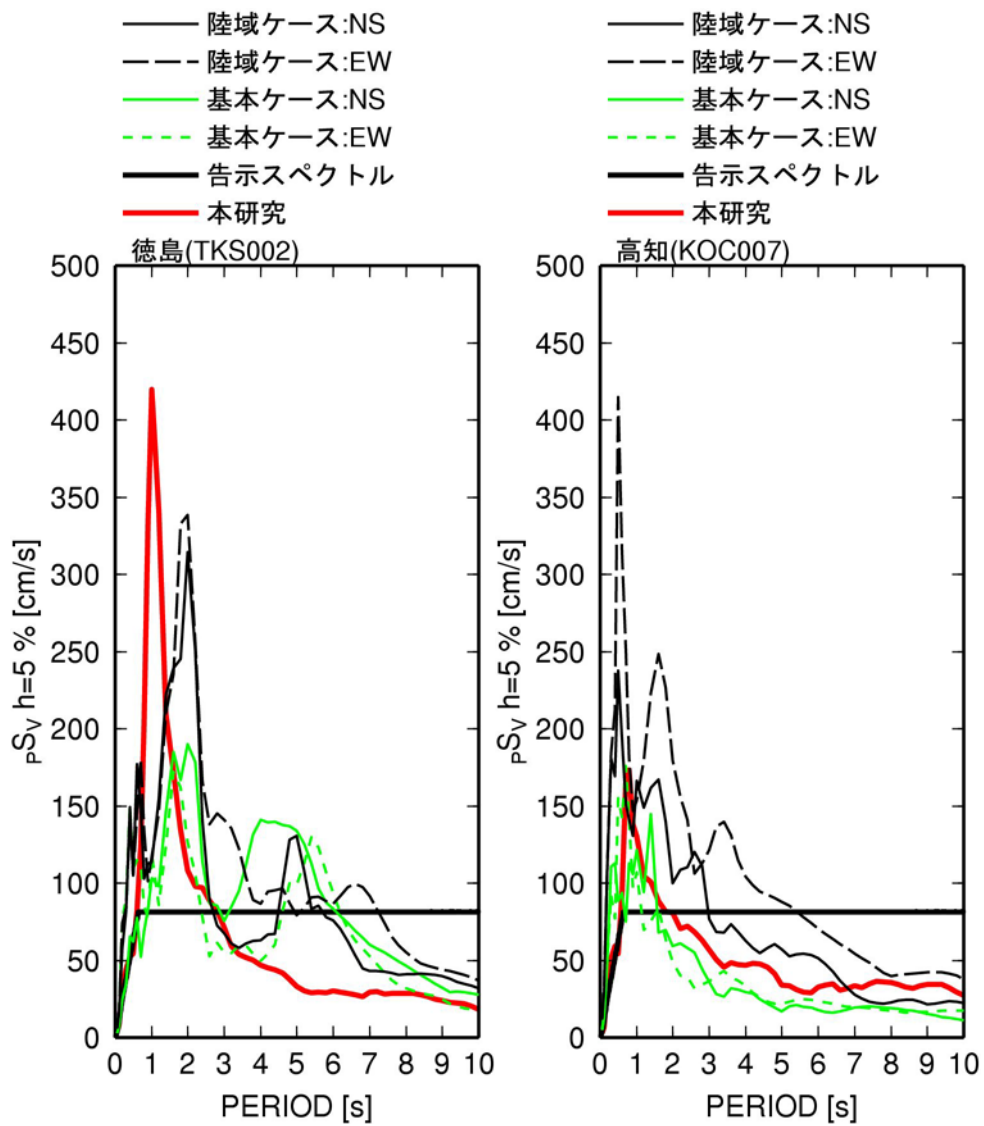 陸域ケース:NS
陸域ケース:EW
基本ケース:NS
基本ケース:EW
告示スペクトル
本研究
徳島(TKS002)
500
450
400
350
300
250
200
150
100
50
0
0 1 2 3 4 5 6 7 8 9 10
PERIOD [s]
PSV h=5 % [cm/s]
陸域ケース:NS
陸域ケース:EW
基本ケース:NS
基本ケース:EW
告示スペクトル
本研究
高知(KOC007)
500
450
400
350
300
250
200
150
100
50
0
0 1 2 3 4 5 6 7 8 9 10
PERIOD [s]
PSV h=5 % [cm/s]